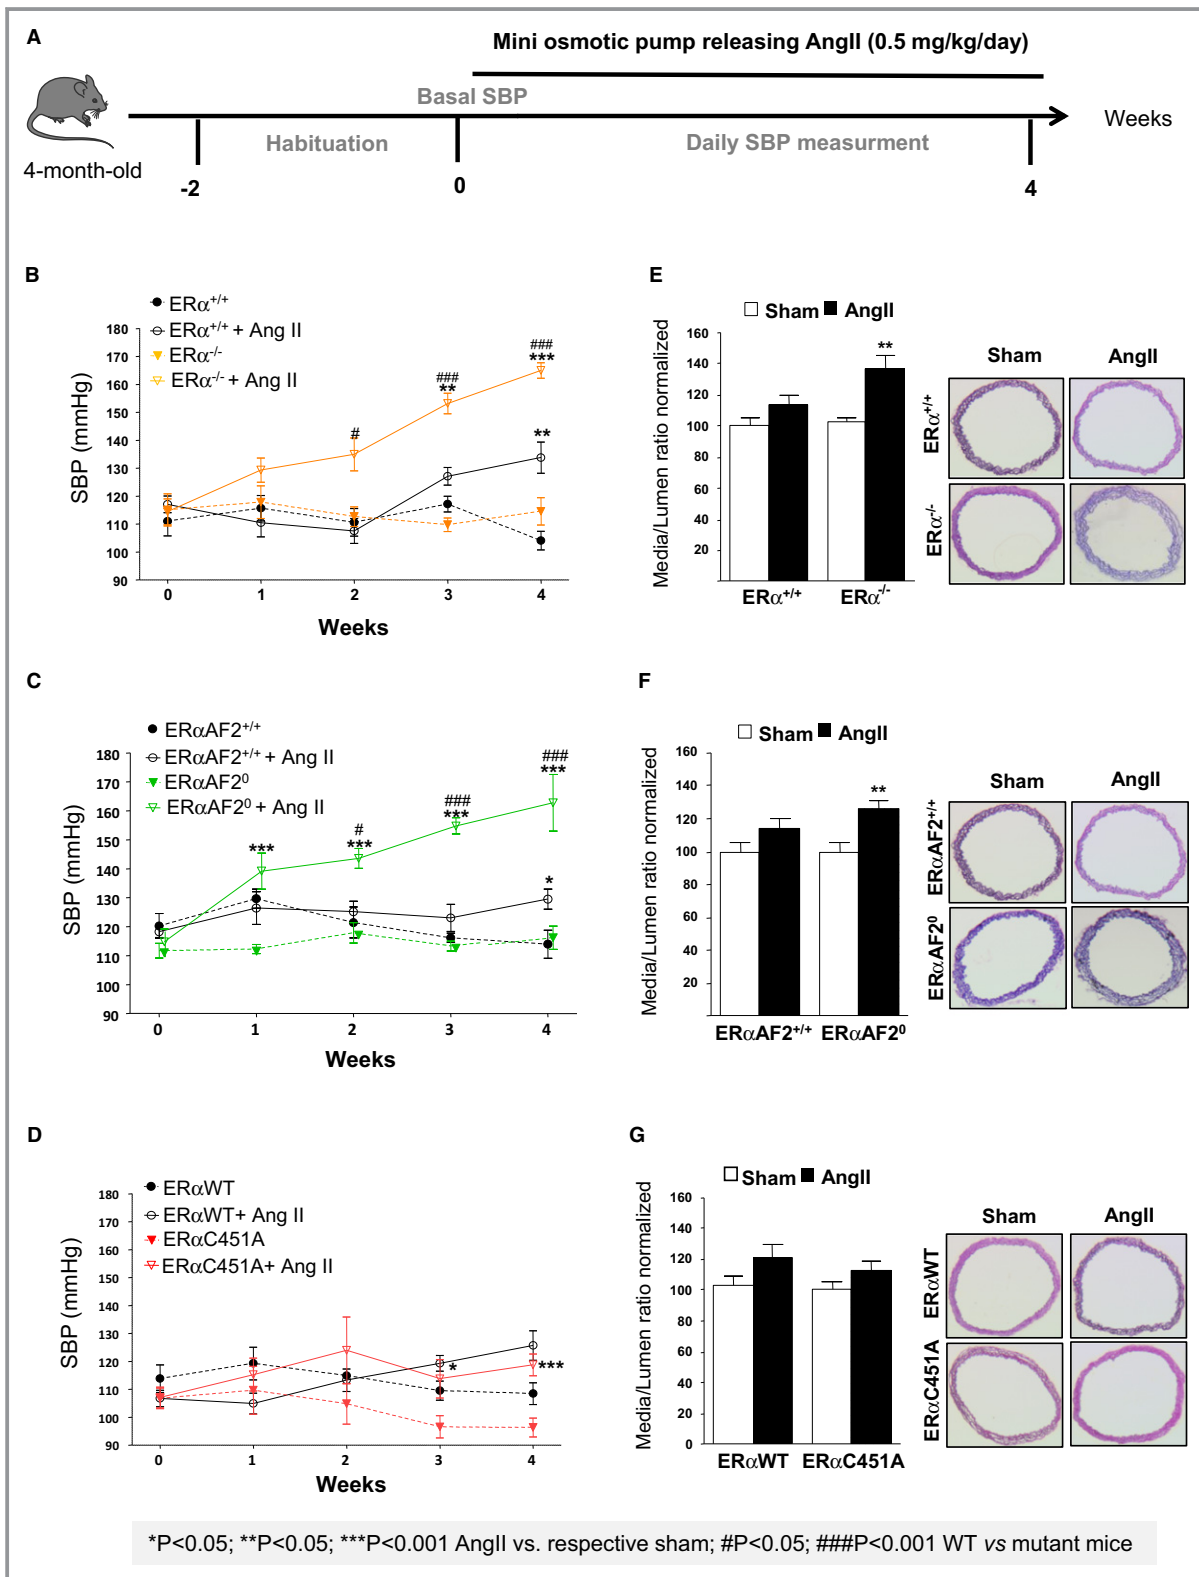 A
Mini osmotic pump releasing AngII (0.5 mg/kg/day)
Basal SBP
Weeks
Habituation
Daily SBP measurment
4-month-old
-2
0
4
B
ERα+/+
ERα+/+ + Ang II
ERα-/-
ERα-/- + Ang II
SBP (mmHg)
180
170
160
150
140
130
120
110
100
90
#
###
**
###
***
**
0 1 2 3 4
Weeks
E
Sham AngII
Media/Lumen ratio normalized
160
140
120
100
80
60
40
20
**
ERα+/+ ERα-/-
Sham AngII
ERα+/+
ERα-/-
C
ERαAF2+/+
ERαAF2+/+ + Ang II
ERαAF2⁰
ERαAF2⁰ + Ang II
SBP (mmHg)
180
170
160
150
140
130
120
110
100
90
***
#
***
###
***
###
***
*
0 1 2 3 4
Weeks
F
Sham AngII
Media/Lumen ratio normalized
160
140
120
100
80
60
40
20
**
ERαAF2+/+ ERαAF2⁰
Sham AngII
ERαAF2+/+
ERαAF2⁰
D
ERαWT
ERαWT+ Ang II
ERαC451A
ERαC451A+ Ang II
SBP (mmHg)
180
170
160
150
140
130
120
110
100
90
*
***
0 1 2 3 4
Weeks
G
Sham AngII
Media/Lumen ratio normalized
160
140
120
100
80
60
40
20
0
ERαWT ERαC451A
Sham AngII
ERαWT
ERαC451A
*P<0.05; **P<0.05; ***P<0.001 AngII vs. respective sham; #P<0.05; ###P<0.001 WT vs mutant mice